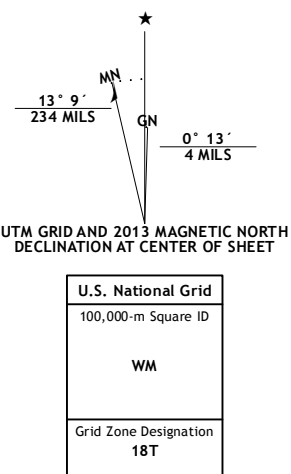 ★
MN
13° 9´
234 MILS
GN
0° 13´
4 MILS
UTM GRID AND 2013 MAGNETIC NORTH
DECLINATION AT CENTER OF SHEET
U.S. National Grid
100,000-m Square ID
WM
Grid Zone Designation
18T